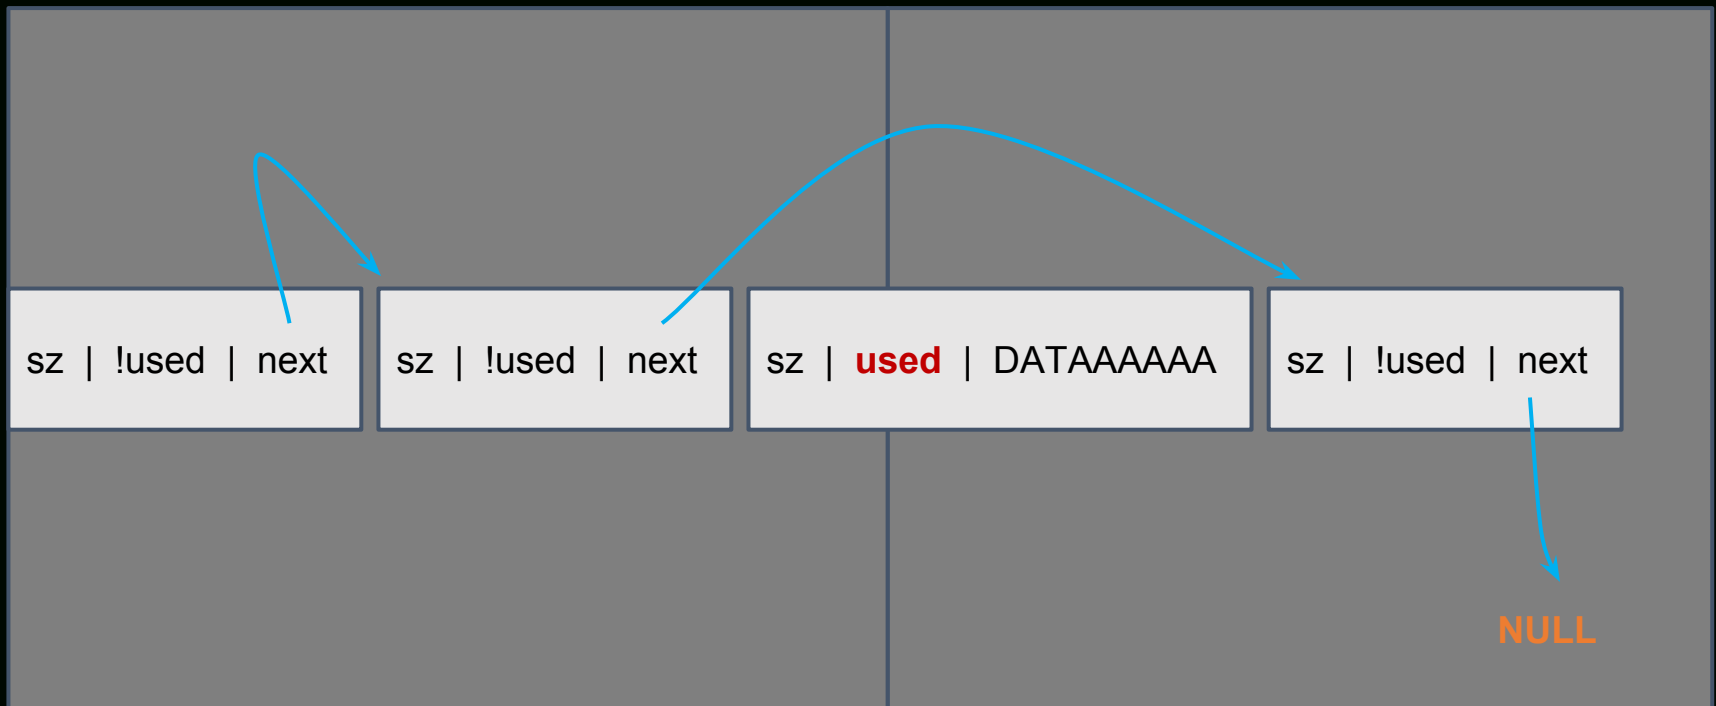 sz | !used | next
sz | !used | next
sz | used | DATAAAAAA
sz | !used | next
NULL